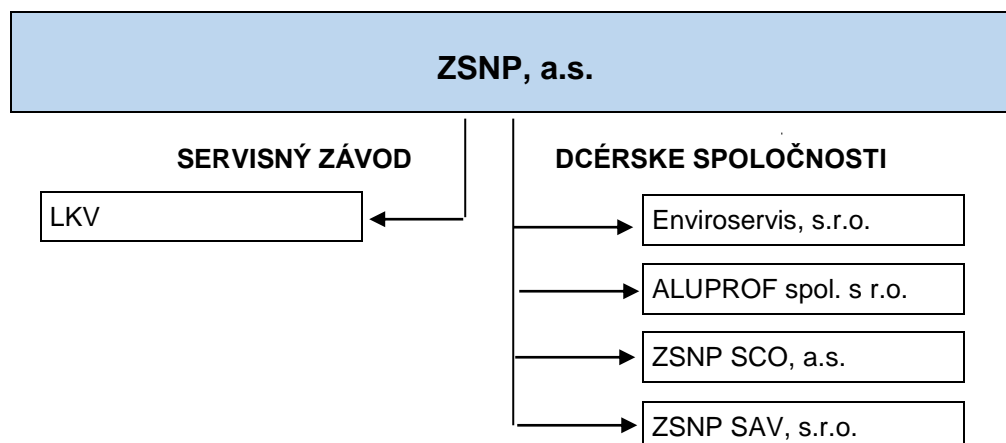 ZSNP, a.s.
SERVISNÝ ZÁVOD
LKV
DCÉRSKE SPOLOČNOSTI
Enviroservis, s.r.o.
ALUPROF spol. s r.o.
ZSNP SCO, a.s.
ZSNP SAV, s.r.o.